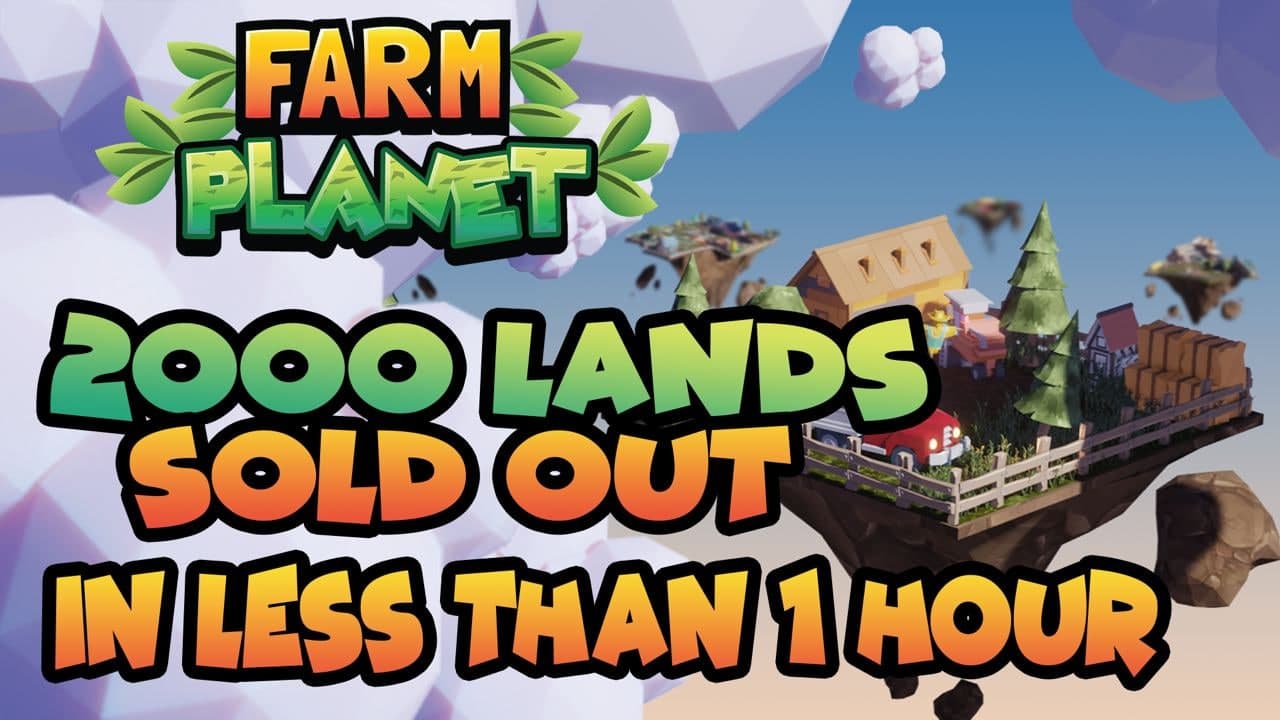 FARM
PLANET
2000 LANDS
SOLD OUT
IN LESS THAN 1 HOUR